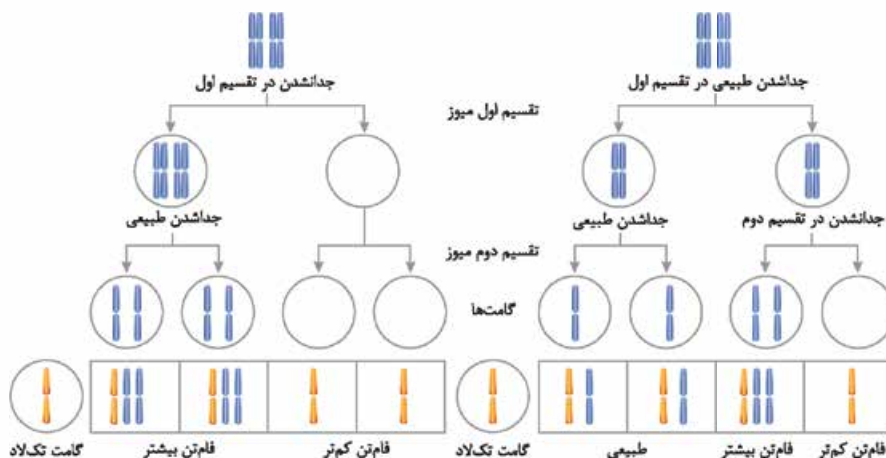 جداشدن طبیعی در تقسیم اول
جدانشدن در تقسیم اول
تقسیم اول میوز
جدانشدن در تقسیم دوم
جداشدن طبیعی
جداشدن طبیعی
تقسیم دوم میوز
گامت‌ها
فام‌تن کم‌تر
فام‌تن بیشتر
طبیعی
گامت تک‌لاد
فام‌تن کم‌تر
فام‌تن بیشتر
گامت تک‌لاد